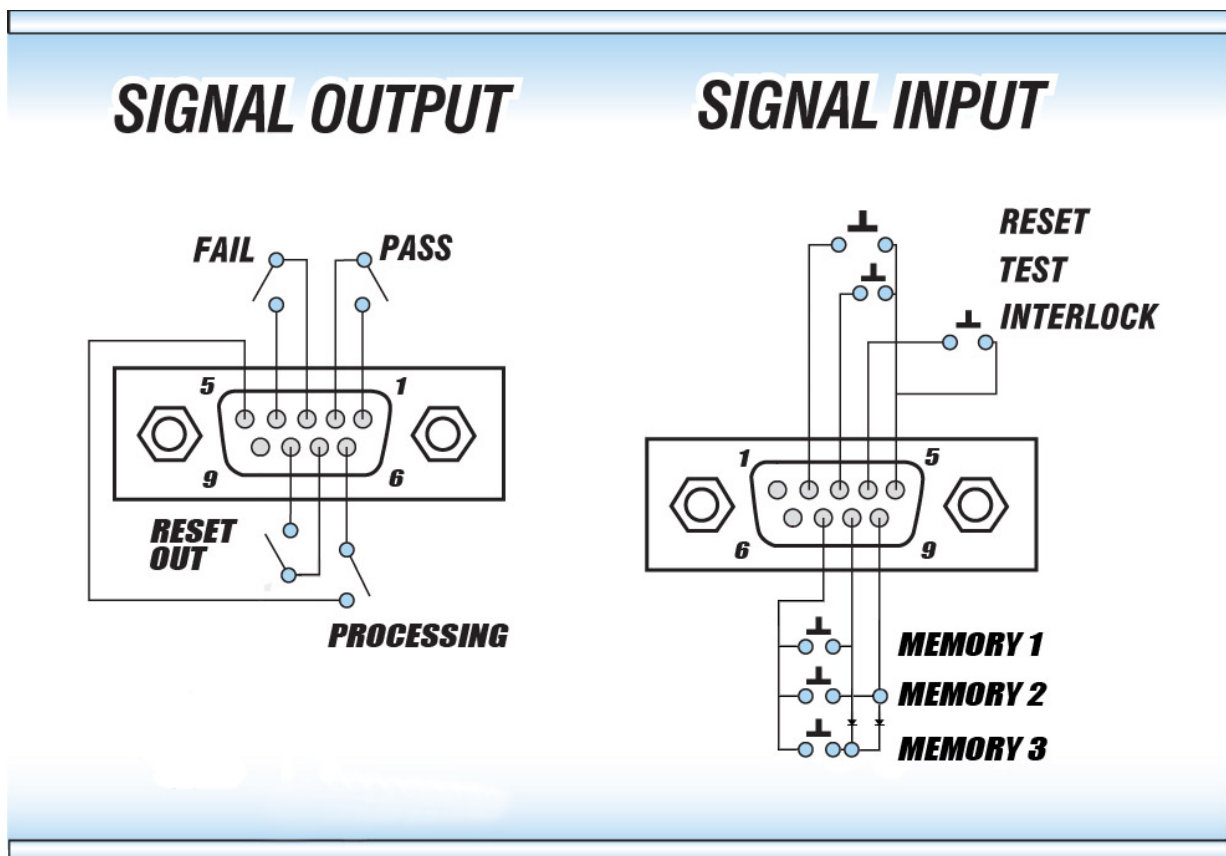 SIGNAL OUTPUT
FAIL
PASS
5
1
9
6
RESET
OUT
PROCESSING
SIGNAL INPUT
RESET
TEST
INTERLOCK
1
5
6
9
MEMORY 1
MEMORY 2
MEMORY 3